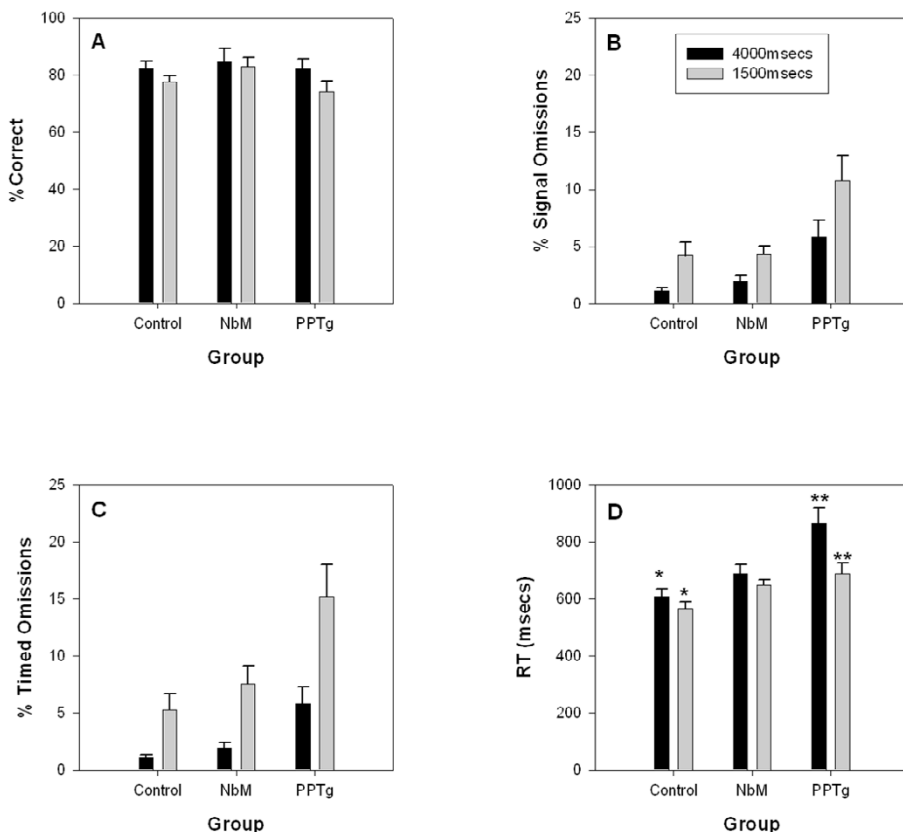 A
100
80
60
40
20
0
% Correct
Control NbM PPTg
Group
B
4000msecs
1500msecs
25
20
15
10
5
0
% Signal Omissions
Control NbM PPTg
Group
C
25
20
15
10
5
0
% Timed Omissions
Control NbM PPTg
Group
D
1000
800
600
400
200
0
RT (msecs)
*
*
**
**
Control NbM PPTg
Group